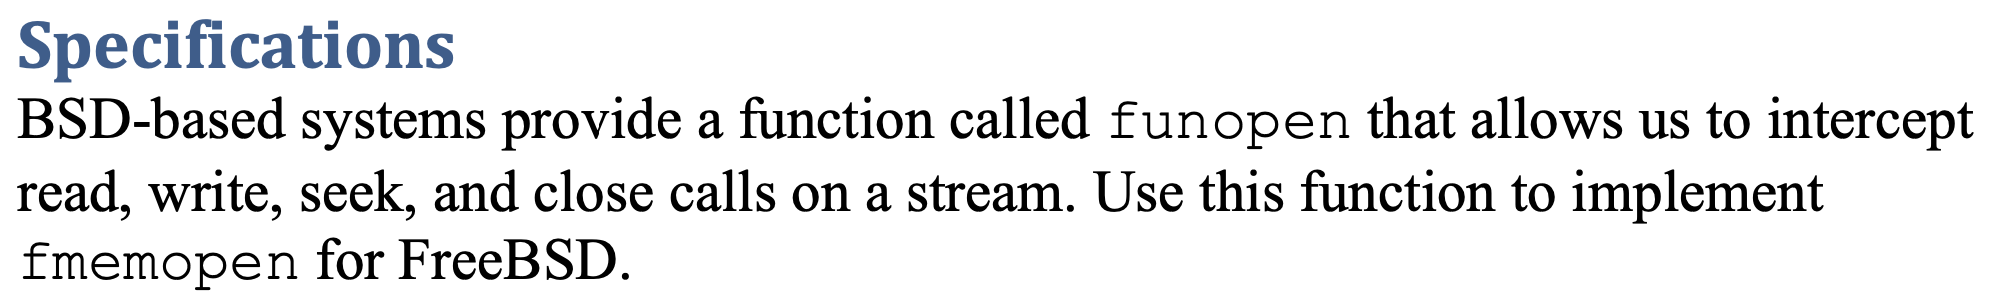 Specifications
BSD-based systems provide a function called funopen that allows us to intercept
read, write, seek, and close calls on a stream. Use this function to implement
fmemopen for FreeBSD.